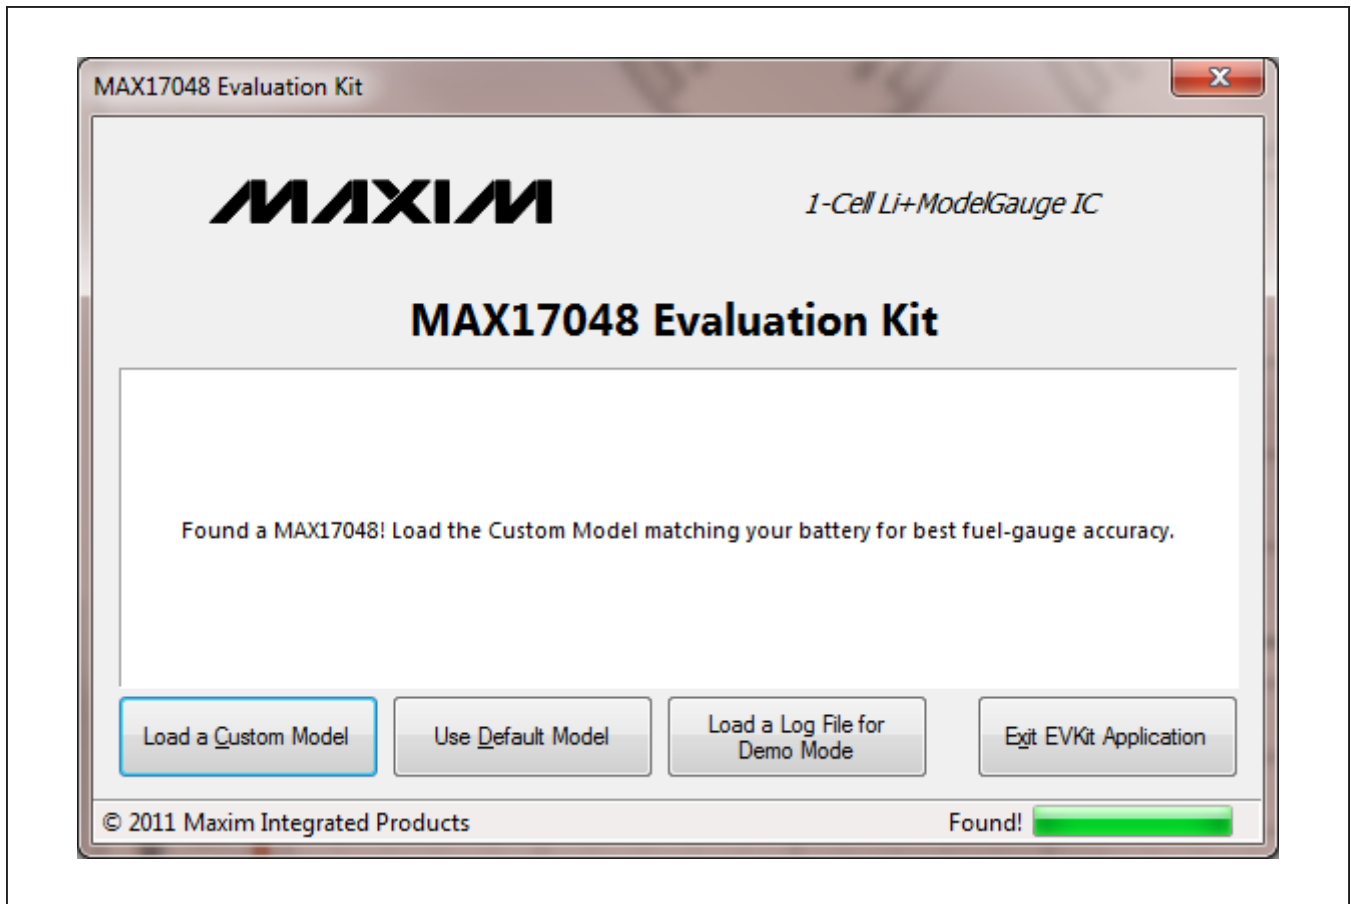 MAX17048 Evaluation Kit
MAXIM
1-Cell Li+ModelGauge IC
MAX17048 Evaluation Kit
Found a MAX17048! Load the Custom Model matching your battery for best fuel-gauge accuracy.
Load a Custom Model
Use Default Model
Load a Log File for
Demo Mode
Exit EVKit Application
© 2011 Maxim Integrated Products
Found!